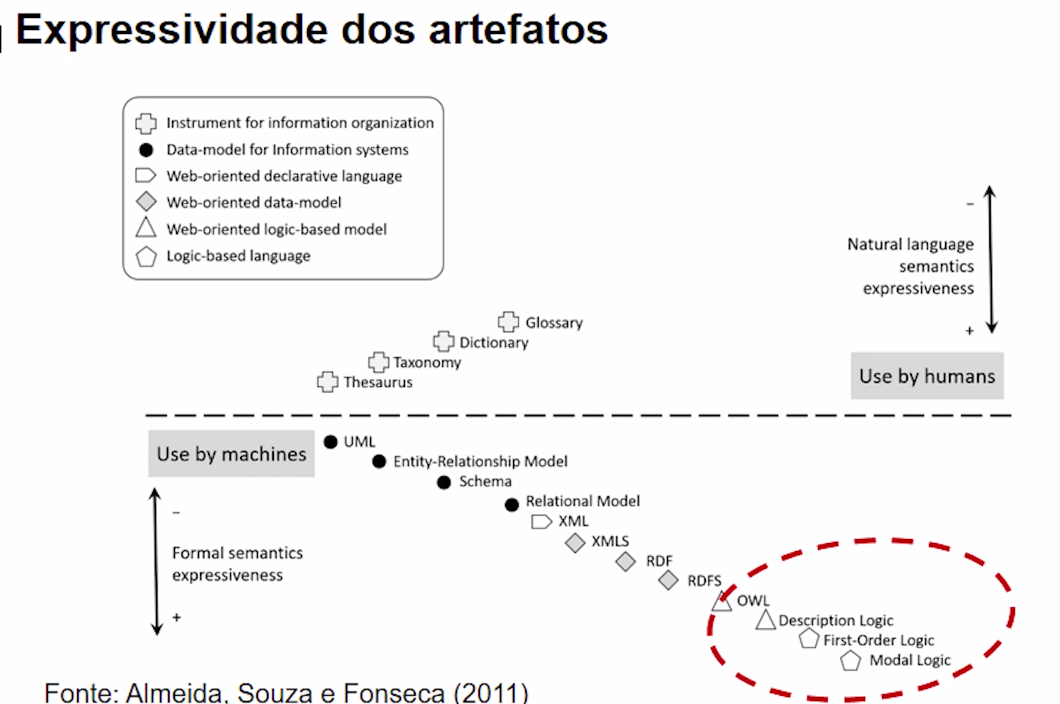 Expressividade dos artefatos
Instrument for information organization
Data-model for Information systems
Web-oriented declarative language
Web-oriented data-model
Web-oriented logic-based model
Logic-based language
–
Natural language
semantics
expressiveness
+
Use by humans
Glossary
Dictionary
Taxonomy
Thesaurus
Use by machines
–
Formal semantics
expressiveness
+
UML
Entity-Relationship Model
Schema
Relational Model
XML
XMLS
RDF
RDFS
OWL
Description Logic
First-Order Logic
Modal Logic
Fonte: Almeida, Souza e Fonseca (2011)